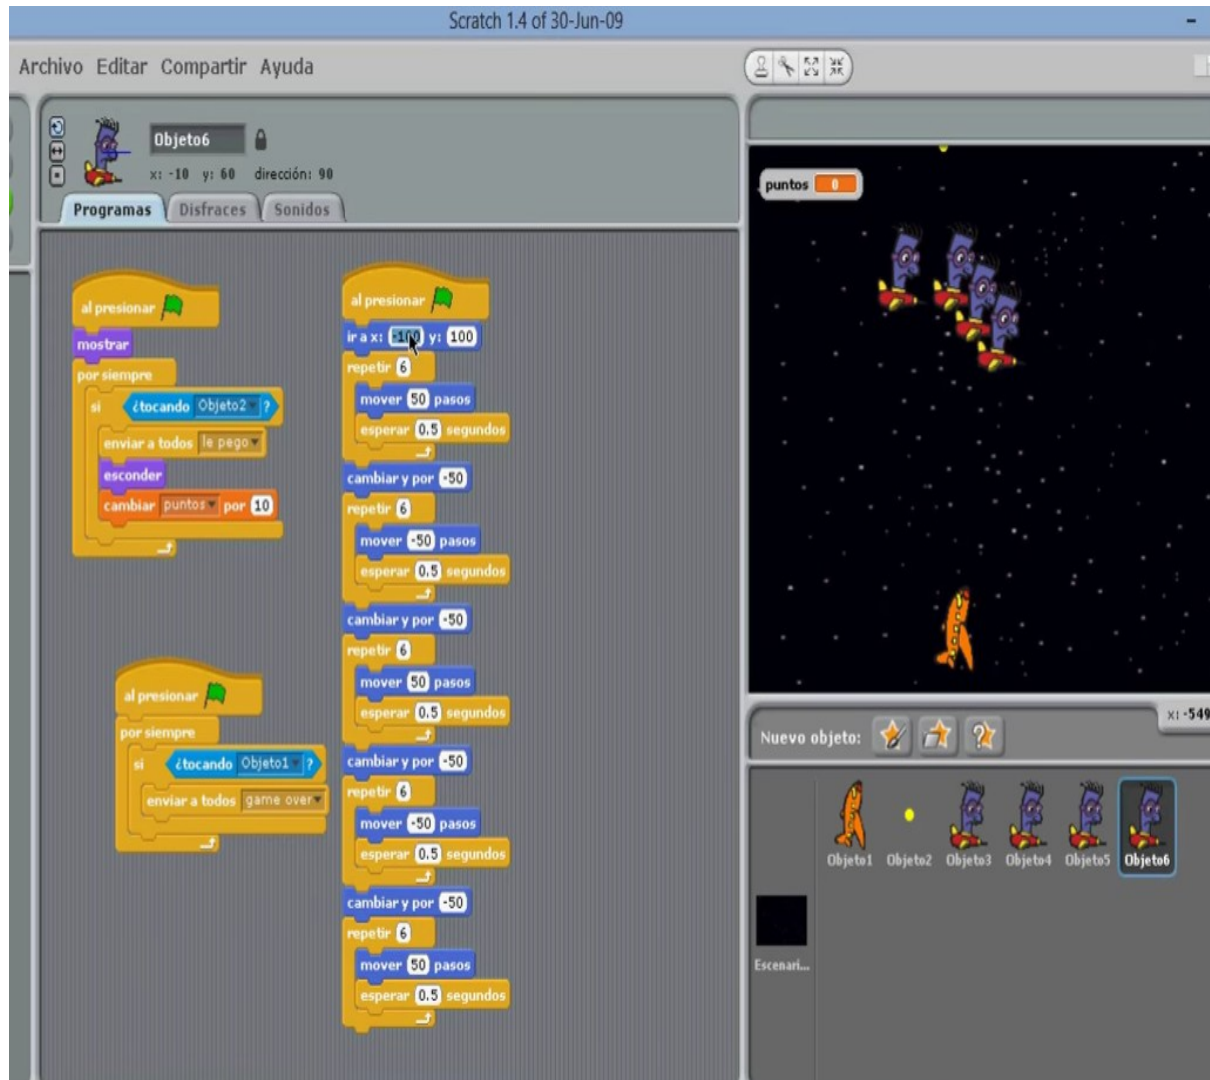 Scratch 1.4 of 30-Jun-09
Archivo Editar Compartir Ayuda
Objeto6
x: -10 y: 60 dirección: 90
Programas Disfraces Sonidos
al presionar
mostrar
por siempre
si ¿tocando Objeto2 ?
enviar a todos le pego
esconder
cambiar puntos por 10
al presionar
por siempre
si ¿tocando Objeto1 ?
enviar a todos game over
al presionar
ir a x: -100 y: 100
repetir 6
mover 50 pasos
esperar 0.5 segundos
cambiar y por -50
repetir 6
mover -50 pasos
esperar 0.5 segundos
cambiar y por -50
repetir 6
mover 50 pasos
esperar 0.5 segundos
cambiar y por -50
repetir 6
mover -50 pasos
esperar 0.5 segundos
cambiar y por -50
repetir 6
mover 50 pasos
esperar 0.5 segundos
puntos 0
x: -549
Nuevo objeto:
Objeto1 Objeto2 Objeto3 Objeto4 Objeto5 Objeto6
Escenari...